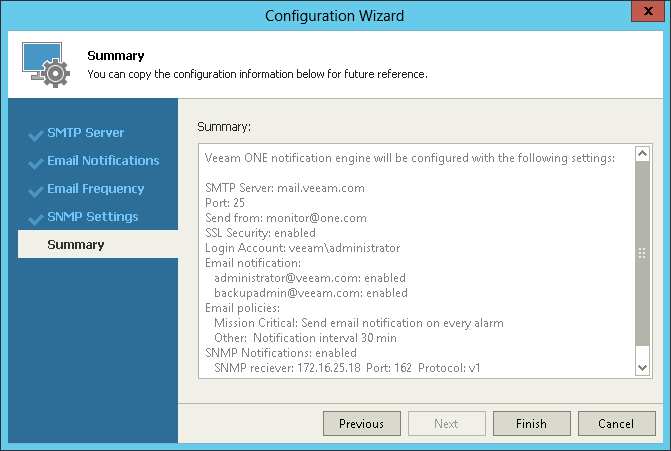 Configuration Wizard
x
Summary
You can copy the configuration information below for future reference.
SMTP Server
Email Notifications
Email Frequency
SNMP Settings
Summary
Summary:
Veeam ONE notification engine will be configured with the following settings:
SMTP Server: mail.veeam.com
Port: 25
Send from: monitor@one.com
SSL Security: enabled
Login Account: veeam\administrator
Email notification:
administrator@veeam.com: enabled
backupadmin@veeam.com: enabled
Email policies:
Mission Critical: Send email notification on every alarm
Other:  Notification interval 30 min
SNMP Notifications: enabled
SNMP reciever: 172.16.25.18  Port: 162  Protocol: v1
Previous
Next
Finish
Cancel